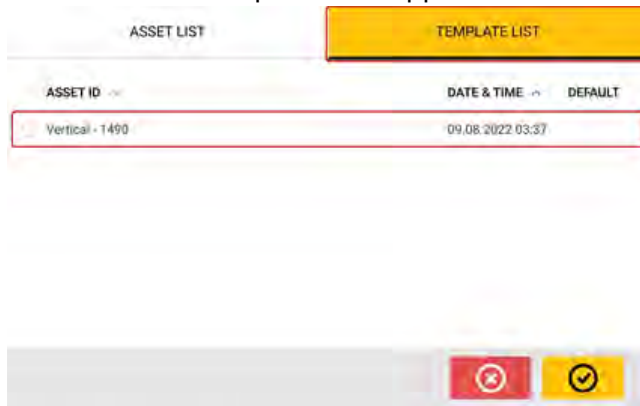 ASSET LIST TEMPLATE LIST
ASSET ID DATE & TIME DEFAULT
Vertical - 1490 09.08.2022 03:37